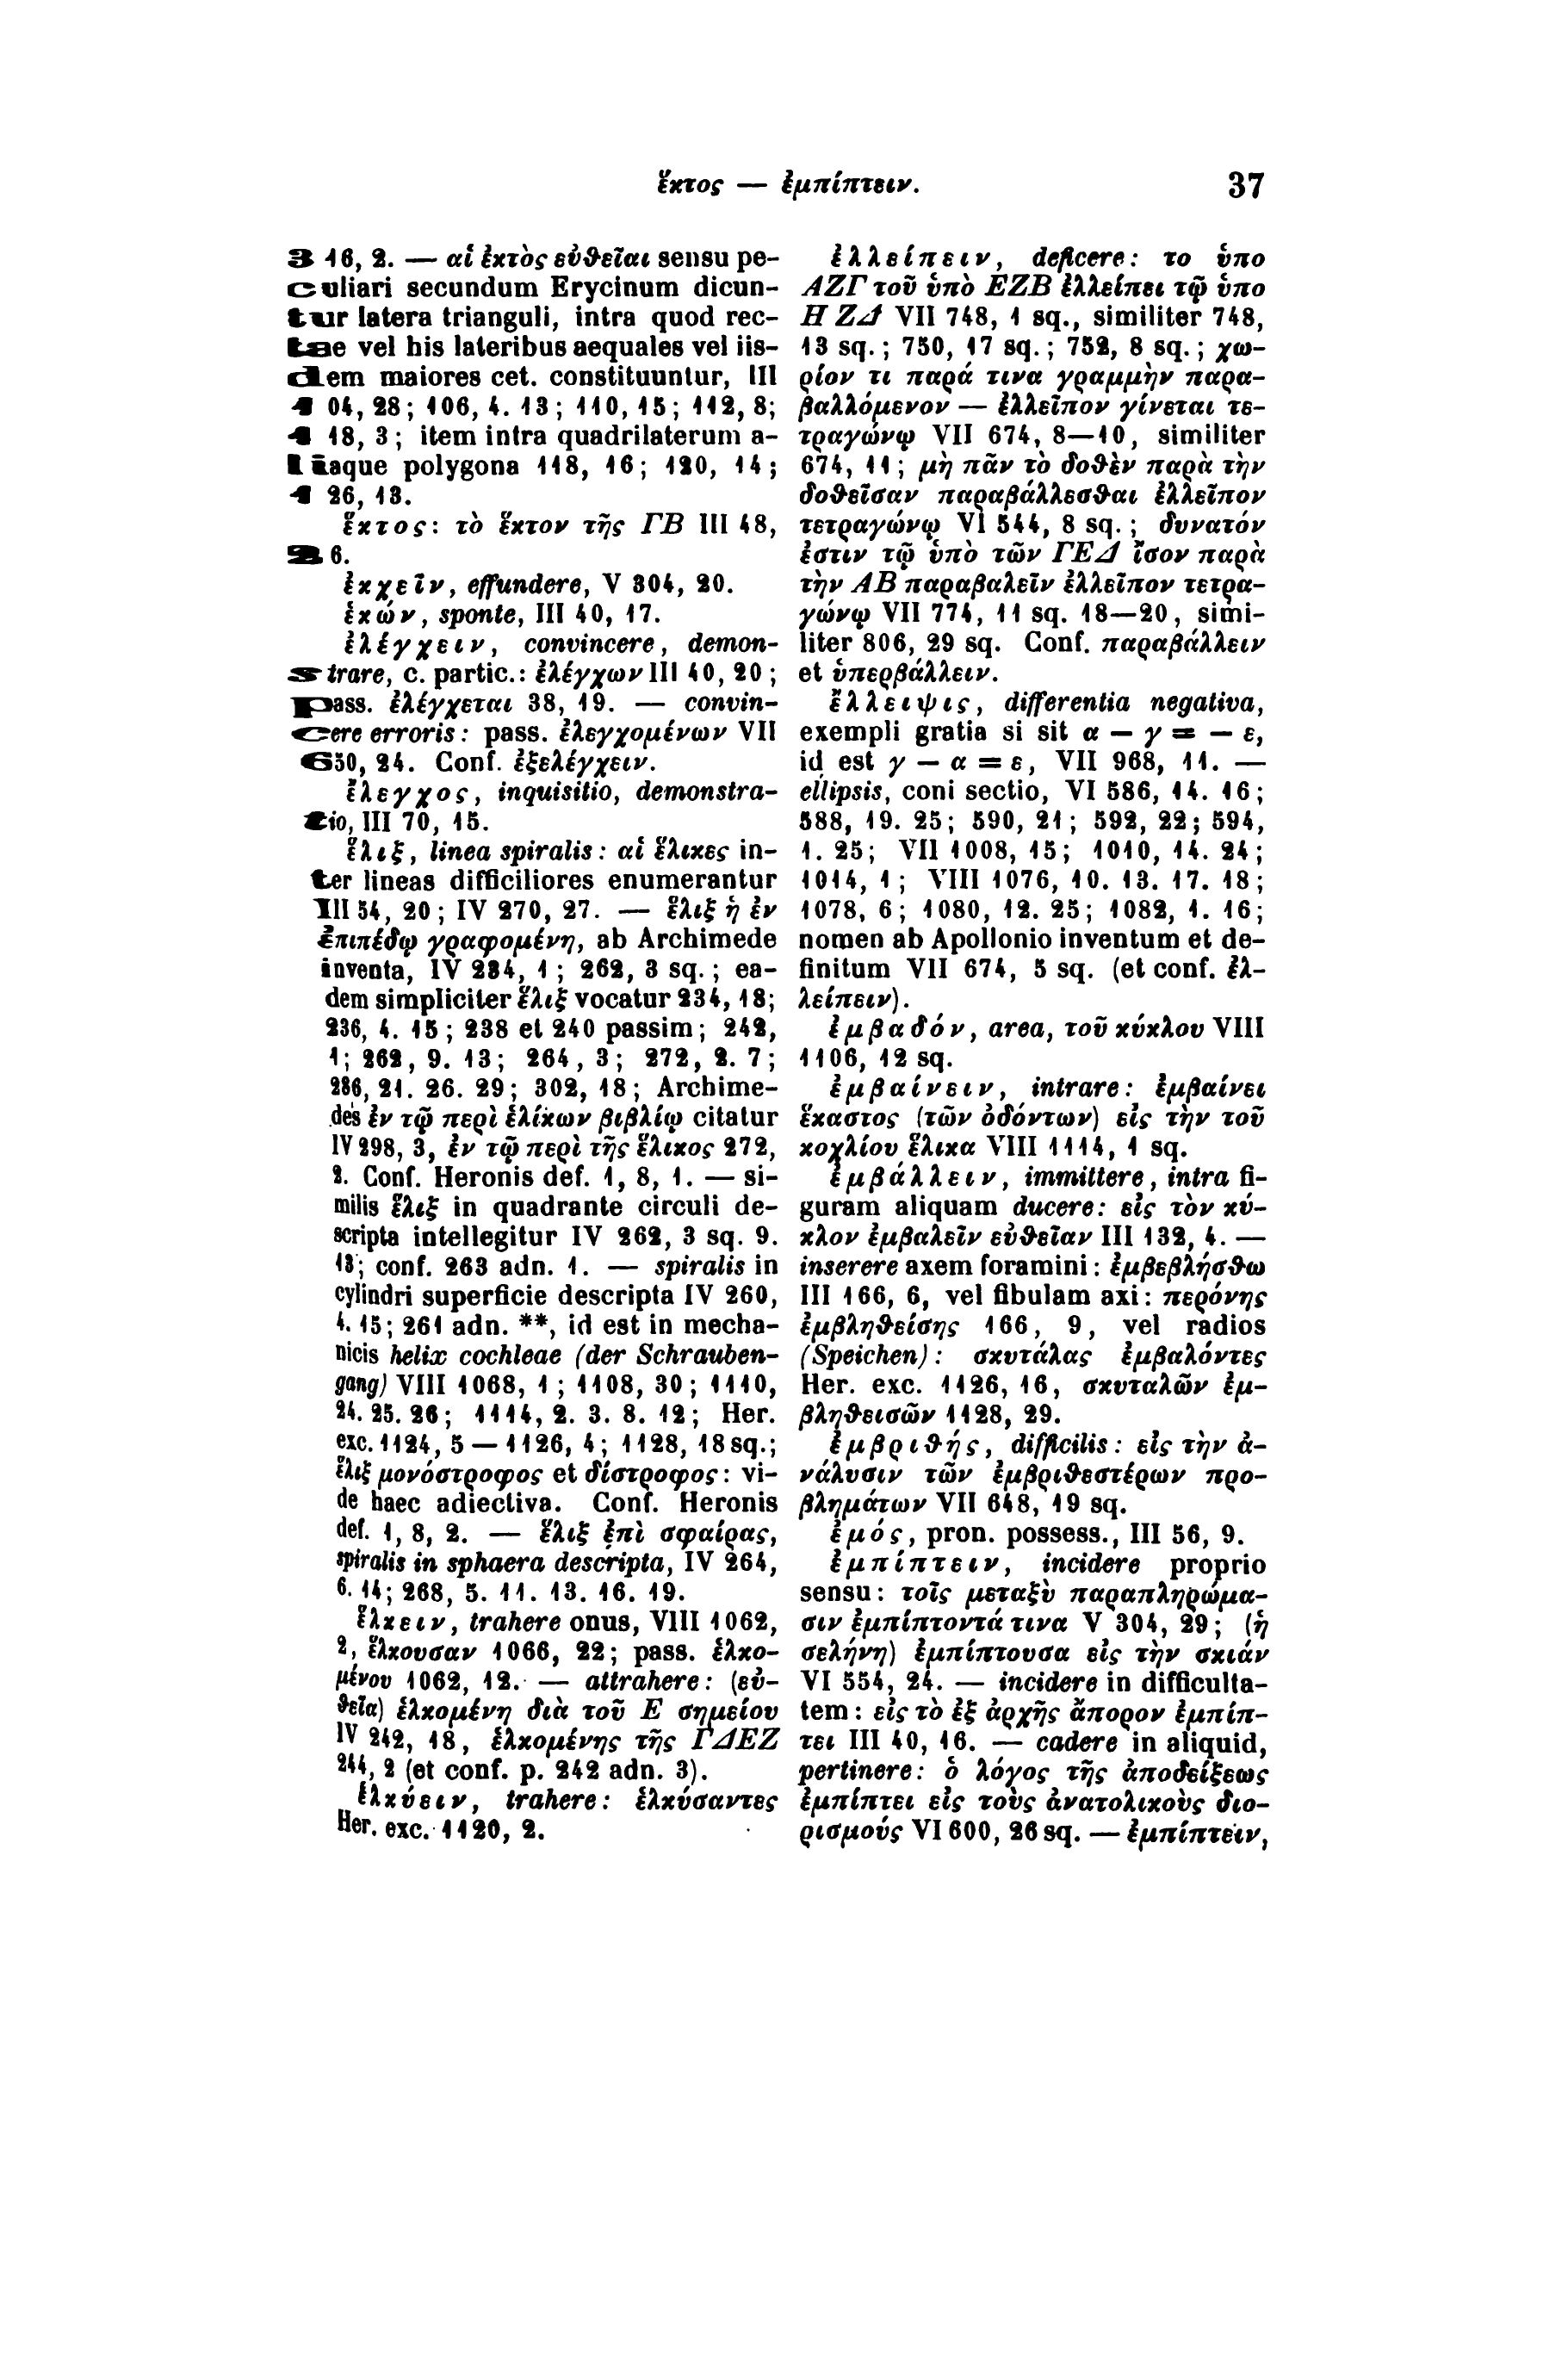 ἕκτος — ἐμπίπτειν. 37
3 16, 2. — αἱ ἐκτὸς εὐθεῖαι sensu pe-
culiari secundum Erycinum dicun-
tur latera trianguli, intra quod rec-
tae vel his lateribus aequales vel iis-
dem maiores cet. constituuntur, III
1 04, 28; 106, 4. 13; 110, 15; 112, 8;
1 18, 3; item intra quadrilaterum a-
liaque polygona 118, 16; 120, 14;
1 26, 13.
ἕκτος: τὸ ἕκτον τῆς ΓΒ III 48,
2 6.
ἐκχεῖν, effundere, V 304, 20.
ἑκών, sponte, III 40, 17.
ἐλέγχειν, convincere, demon-
strare, c. partic.: ἐλέγχων III 40, 20;
pass. ἐλέγχεται 38, 19. — convin-
cere erroris: pass. ἐλεγχομένων VII
650, 24. Conf. ἐξελέγχειν.
ἔλεγχος, inquisitio, demonstra-
tio, III 70, 15.
ἕλιξ, linea spiralis: αἱ ἕλικες in-
ter lineas difficiliores enumerantur
III 54, 20; IV 270, 27. — ἕλιξ ἡ ἐν
ἐπιπέδῳ γραφομένη, ab Archimede
inventa, IV 234, 1; 262, 3 sq.; ea-
dem simpliciter ἕλιξ vocatur 234, 18;
236, 4. 15; 238 et 240 passim; 242,
1; 262, 9. 13; 264, 3; 272, 2. 7;
286, 21. 26. 29; 302, 18; Archime-
des ἐν τῷ περὶ ἑλίκων βιβλίῳ citatur
IV 298, 3, ἐν τῷ περὶ τῆς ἕλικος 272,
2. Conf. Heronis def. 1, 8, 1. — si-
milis ἕλιξ in quadrante circuli de-
scripta intellegitur IV 262, 3 sq. 9.
13; conf. 263 adn. 1. — spiralis in
cylindri superficie descripta IV 260,
4. 15; 261 adn. **, id est in mecha-
nicis helix cochleae (der Schrauben-
gang) VIII 1068, 1; 1108, 30; 1110,
24. 25. 26; 1114, 2. 3. 8. 12; Her.
exc. 1124, 5 — 1126, 4; 1128, 18 sq.;
ἕλιξ μονόστροφος et δίστροφος: vi-
de haec adiectiva. Conf. Heronis
def. 1, 8, 2. — ἕλιξ ἐπὶ σφαίρας,
spiralis in sphaera descripta, IV 264,
6. 14; 268, 5. 11. 13. 16. 19.
ἕλκειν, trahere onus, VIII 1062,
2, ἕλκουσαν 1066, 22; pass. ἑλκο-
μένου 1062, 12. — attrahere: (εὐ-
θεῖα) ἑλκομένη διὰ τοῦ Ε σημείου
IV 242, 18, ἑλκομένης τῆς ΓΔΕΖ
244, 2 (et conf. p. 242 adn. 3).
ἑλκύειν, trahere: ἑλκύσαντες
Her. exc. 1120, 2.
ἐλλείπειν, deficere: το ὑπο
ΑΖΓ τοῦ ὑπὸ ΕΖΒ ἐλλείπει τῷ ὑπο
ΗΖΔ VII 748, 1 sq., similiter 748,
13 sq.; 750, 17 sq.; 752, 8 sq.; χω-
ρίον τι παρά τινα γραμμὴν παρα-
βαλλόμενον — ἐλλεῖπον γίνεται τε-
τραγώνῳ VII 674, 8—10, similiter
674, 11; μὴ πᾶν τὸ δοθὲν παρὰ τὴν
δοθεῖσαν παραβάλλεσθαι ἐλλεῖπον
τετραγώνῳ VI 544, 8 sq.; δυνατόν
ἐστιν τῷ ὑπὸ τῶν ΓΕΔ ἴσον παρὰ
τὴν ΑΒ παραβαλεῖν ἐλλεῖπον τετρα-
γώνῳ VII 774, 11 sq. 18—20, simi-
liter 806, 29 sq. Conf. παραβάλλειν
et ὑπερβάλλειν.
ἔλλειψις, differentia negativa,
exempli gratia si sit α — γ = — ε,
id est γ — α = ε, VII 968, 11. —
ellipsis, coni sectio, VI 586, 14. 16;
588, 19. 25; 590, 21; 592, 22; 594,
1. 25; VII 1008, 15; 1010, 14. 24;
1014, 1; VIII 1076, 10. 13. 17. 18;
1078, 6; 1080, 12. 25; 1082, 1. 16;
nomen ab Apollonio inventum et de-
finitum VII 674, 5 sq. (et conf. ἐλ-
λείπειν).
ἐμβαδόν, area, τοῦ κύκλου VIII
1106, 12 sq.
ἐμβαίνειν, intrare: ἐμβαίνει
ἕκαστος (τῶν ὀδόντων) εἰς τὴν τοῦ
κοχλίου ἕλικα VIII 1114, 1 sq.
ἐμβάλλειν, immittere, intra fi-
guram aliquam ducere: εἰς τὸν κύ-
κλον ἐμβαλεῖν εὐθεῖαν III 132, 4. —
inserere axem foramini: ἐμβεβλήσθω
III 166, 6, vel fibulam axi: περόνης
ἐμβληθείσης 166, 9, vel radios
(Speichen): σκυτάλας ἐμβαλόντες
Her. exc. 1126, 16, σκυταλῶν ἐμ-
βληθεισῶν 1128, 29.
ἐμβριθής, difficilis: εἰς τὴν ἀ-
νάλυσιν τῶν ἐμβριθεστέρων προ-
βλημάτων VII 648, 19 sq.
ἐμός, pron. possess., III 56, 9.
ἐμπίπτειν, incidere proprio
sensu: τοῖς μεταξὺ παραπληρώμα-
σιν ἐμπίπτοντά τινα V 304, 29; (ἡ
σελήνη) ἐμπίπτουσα εἰς τὴν σκιάν
VI 554, 24. — incidere in difficulta-
tem: εἰς τὸ ἐξ ἀρχῆς ἄπορον ἐμπίπ-
τει III 40, 16. — cadere in aliquid,
pertinere: ὁ λόγος τῆς ἀποδείξεως
ἐμπίπτει εἰς τοὺς ἀνατολικοὺς διο-
ρισμούς VI 600, 26 sq. — ἐμπίπτειν,